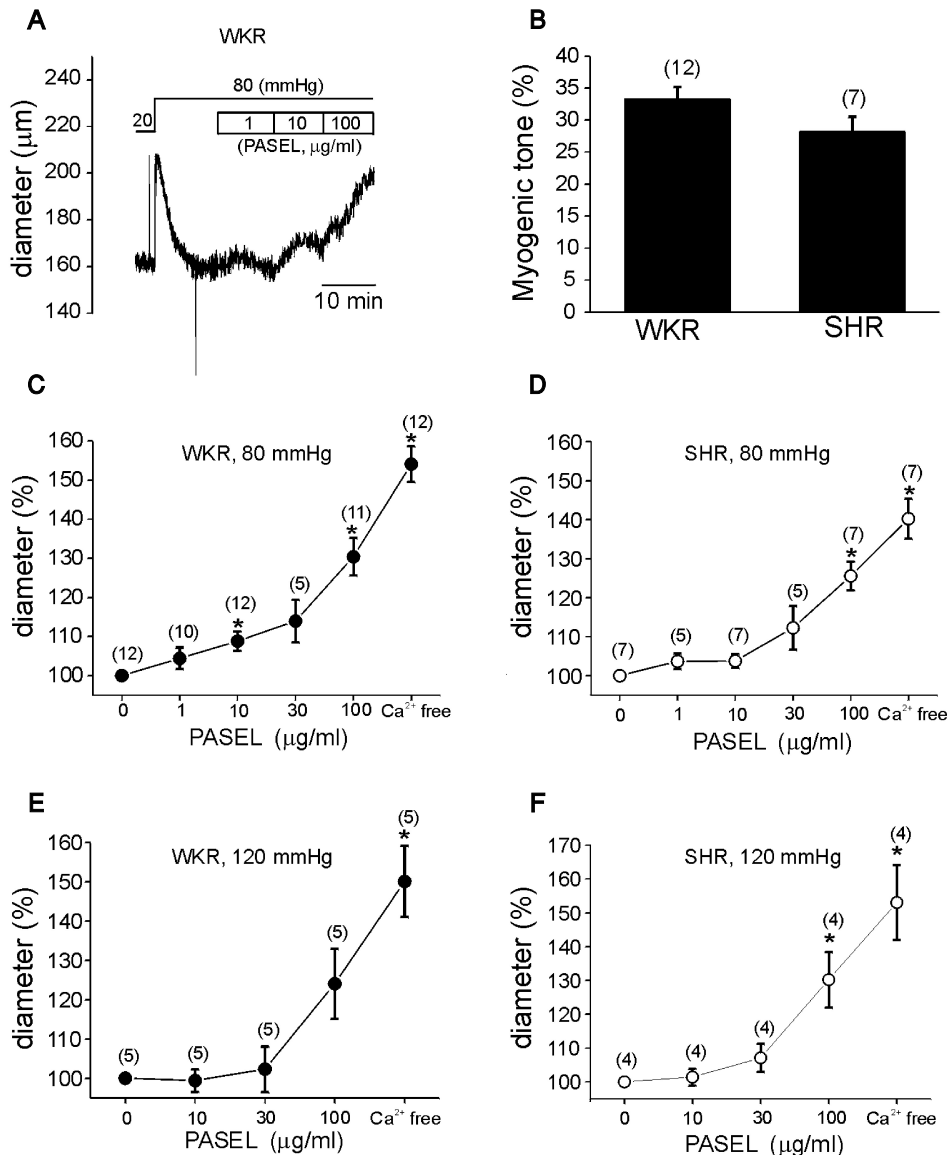 A
WKR
diameter (μm)
240
220
200
180
160
140
20
80 (mmHg)
1 10 100
(PASEL, μg/ml)
10 min
B
Myogenic tone (%)
40
35
30
25
20
15
10
5
0
(12)
(7)
WKR SHR
C
WKR, 80 mmHg
diameter (%)
160
150
140
130
120
110
100
(12) (10) (12) (5) (11) (12)
* * *
0 1 10 30 100 Ca²⁺ free
PASEL (μg/ml)
D
SHR, 80 mmHg
diameter (%)
160
150
140
130
120
110
100
(7) (5) (7) (5) (7) (7)
* *
0 1 10 30 100 Ca²⁺ free
PASEL (μg/ml)
E
WKR, 120 mmHg
diameter (%)
160
150
140
130
120
110
100
(5) (5) (5) (5) (5)
*
0 10 30 100 Ca²⁺ free
PASEL (μg/ml)
F
SHR, 120 mmHg
diameter (%)
170
160
150
140
130
120
110
100
(4) (4) (4) (4) (4)
* *
0 10 30 100 Ca²⁺ free
PASEL (μg/ml)